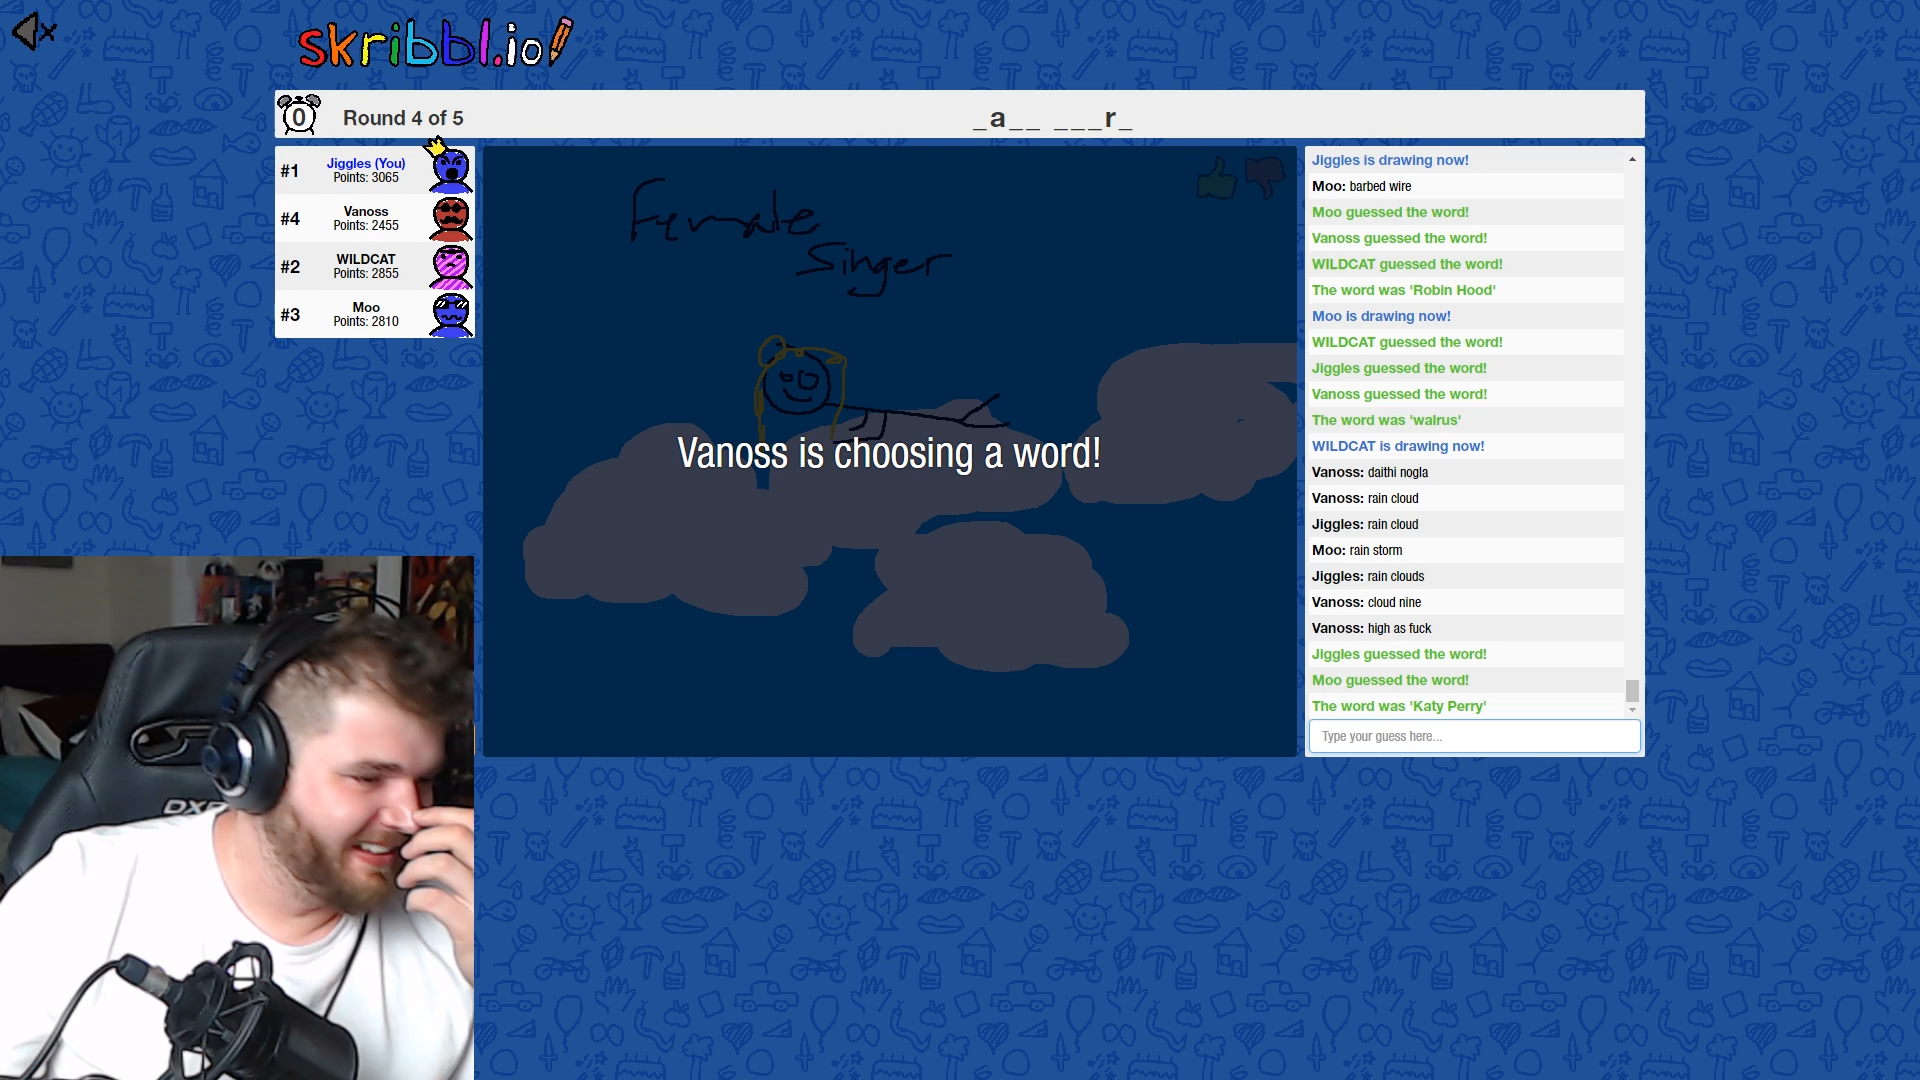 skribbl.io
0
Round 4 of 5
_a__ ___r_
#1
Jiggles (You)
Points: 3065
#4
Vanoss
Points: 2455
#2
WILDCAT
Points: 2855
#3
Moo
Points: 2810
Female
Singer
Vanoss is choosing a word!
Jiggles is drawing now!
Moo: barbed wire
Moo guessed the word!
Vanoss guessed the word!
WILDCAT guessed the word!
The word was 'Robin Hood'
Moo is drawing now!
WILDCAT guessed the word!
Jiggles guessed the word!
Vanoss guessed the word!
The word was 'walrus'
WILDCAT is drawing now!
Vanoss: daithi nogla
Vanoss: rain cloud
Jiggles: rain cloud
Moo: rain storm
Jiggles: rain clouds
Vanoss: cloud nine
Vanoss: high as fuck
Jiggles guessed the word!
Moo guessed the word!
The word was 'Katy Perry'
Type your guess here...